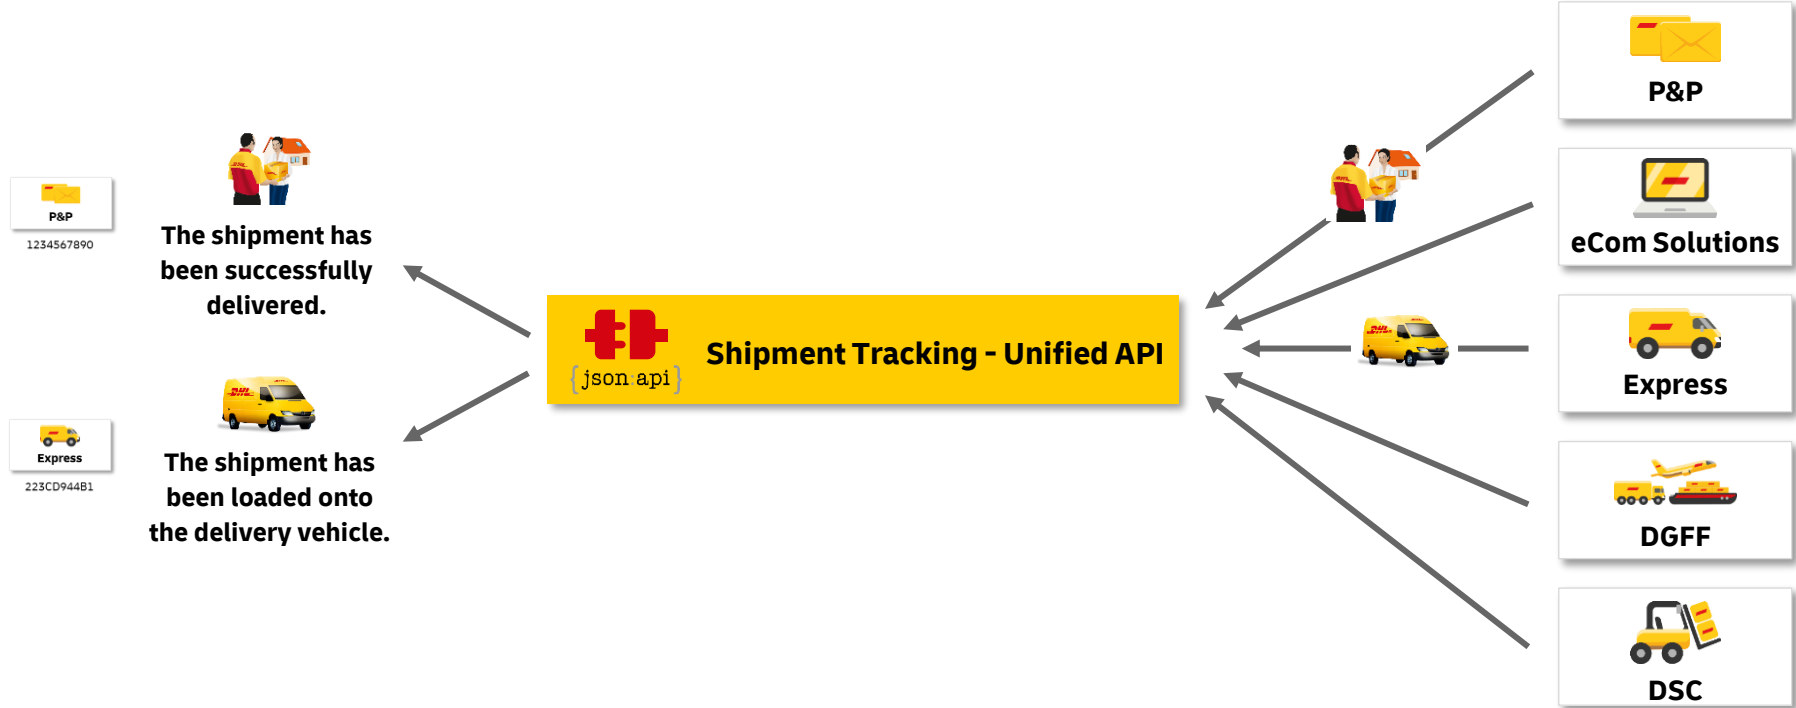 P&P
1234567890
The shipment has
been successfully
delivered.
Express
223CD944B1
The shipment has
been loaded onto
the delivery vehicle.
{json:api}
Shipment Tracking - Unified API
P&P
eCom Solutions
Express
DGFF
DSC